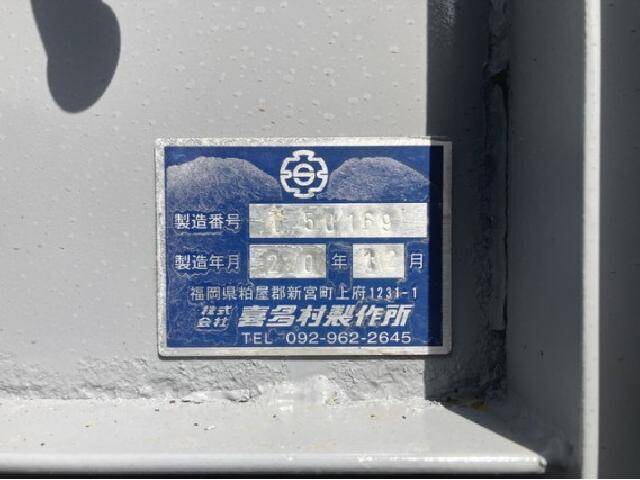 製造番号
製造年月 年 月
福岡県粕屋郡新宮町上府1231-1
株式会社 喜多村製作所
TEL 092-962-2645